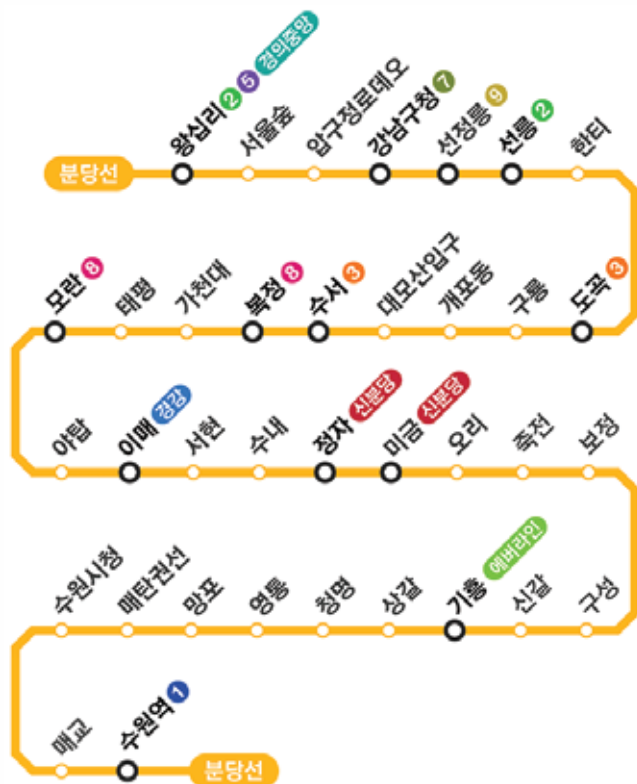 분당선 왕십리 2 5 경의중앙 서울숲 압구정로데오 강남구청 7 선정릉 9 선릉 2 한티
모란 8 태평 가천대 복정 8 수서 3 대모산입구 개포동 구룡 도곡 3
야탑 이매 경강 서현 수내 정자 신분당 미금 신분당 오리 죽전 보정
수원시청 매탄권선 망포 영통 청명 상갈 기흥 에버라인 신갈 구성
매교 수원역 1 분당선